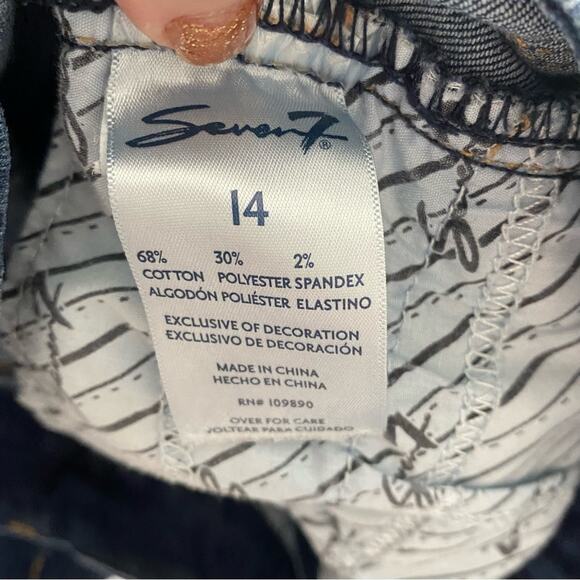 Seven7®
14
68% 30% 2%
COTTON POLYESTER SPANDEX
ALGODÓN POLIÉSTER ELASTINO
EXCLUSIVE OF DECORATION
EXCLUSIVO DE DECORACIÓN
MADE IN CHINA
HECHO EN CHINA
RN# 109890
OVER FOR CARE
VOLTEAR PARA CUIDADO